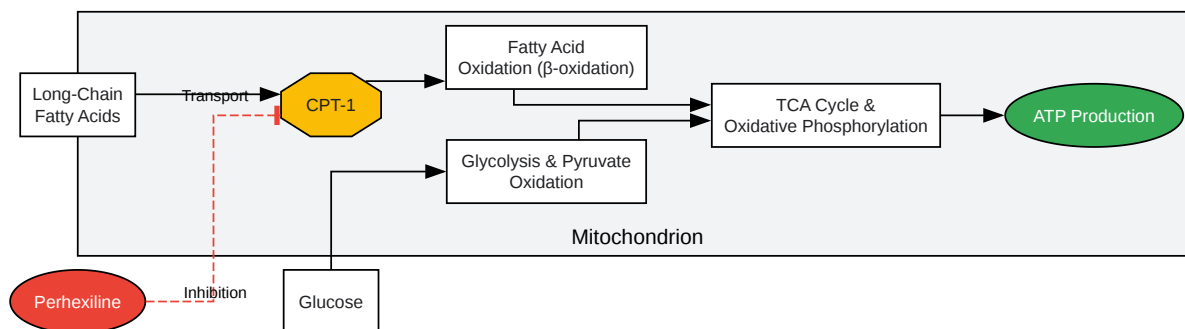 Long-Chain
Fatty Acids
Transport
CPT-1
Fatty Acid
Oxidation (β-oxidation)
TCA Cycle &
Oxidative Phosphorylation
ATP Production
Glycolysis & Pyruvate
Oxidation
Mitochondrion
Perhexiline
Inhibition
Glucose